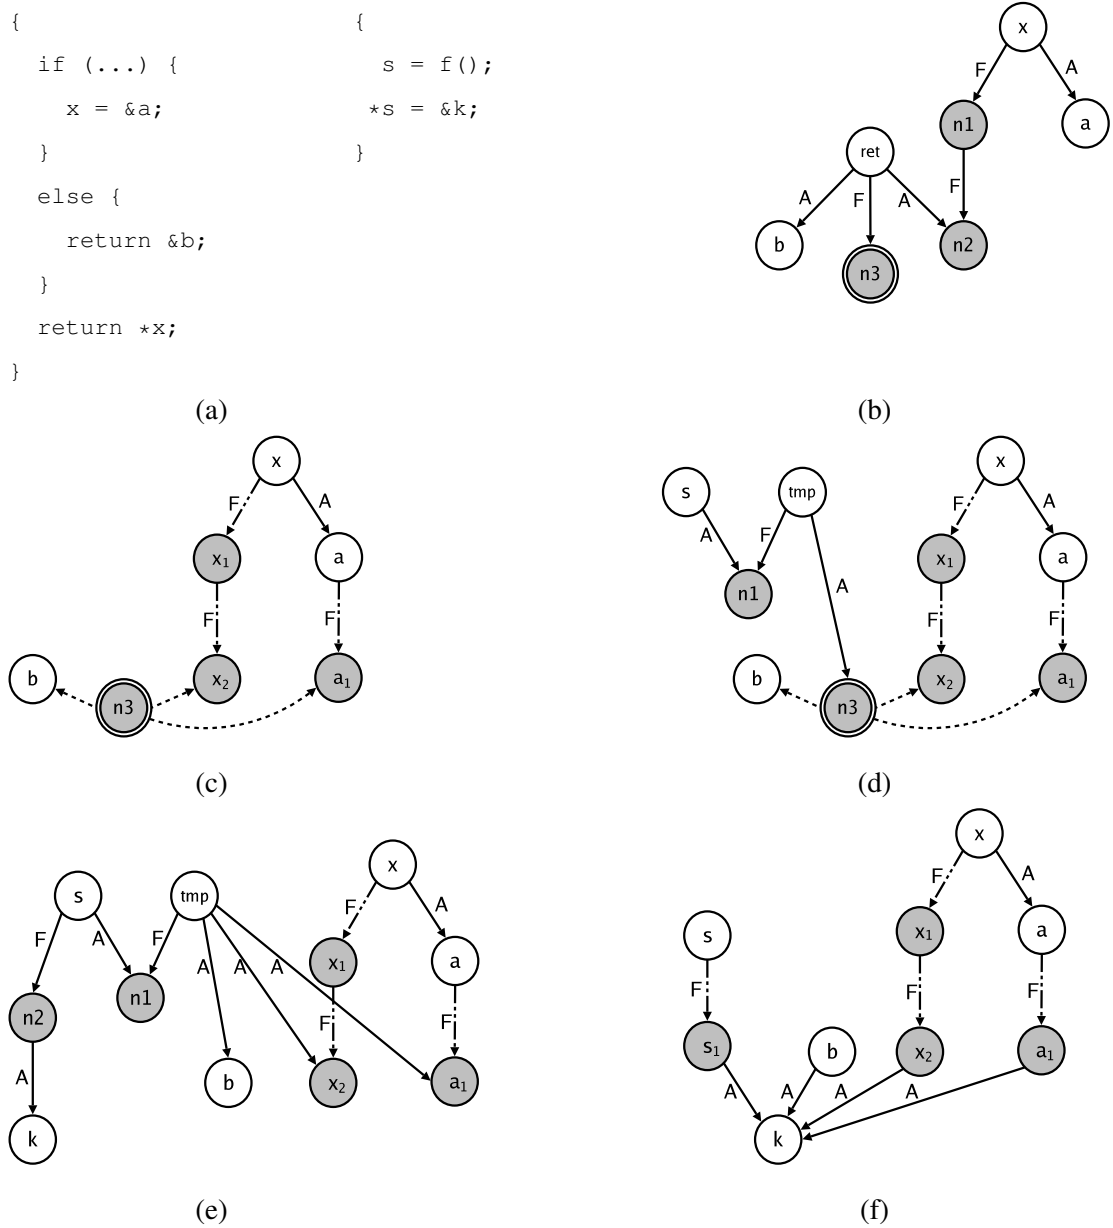 {
if (...) {
x = &a;
}
else {
return &b;
}
return *x;
}
{
s = f();
*s = &k;
}
(a)
x
F
A
n1
a
ret
F
A
F
A
b
n3
n2
(b)
x
F
A
x1
a
F
F
b
n3
x2
a1
(c)
s
tmp
x
A
F
F
A
n1
x1
a
A
F
F
b
n3
x2
a1
(d)
s
tmp
x
F
A
F
A
A
A
F
A
n2
n1
x1
a
A
F
F
k
b
x2
a1
(e)
x
F
A
s
x1
a
F
F
F
s1
b
x2
a1
A
A
A
A
k
(f)